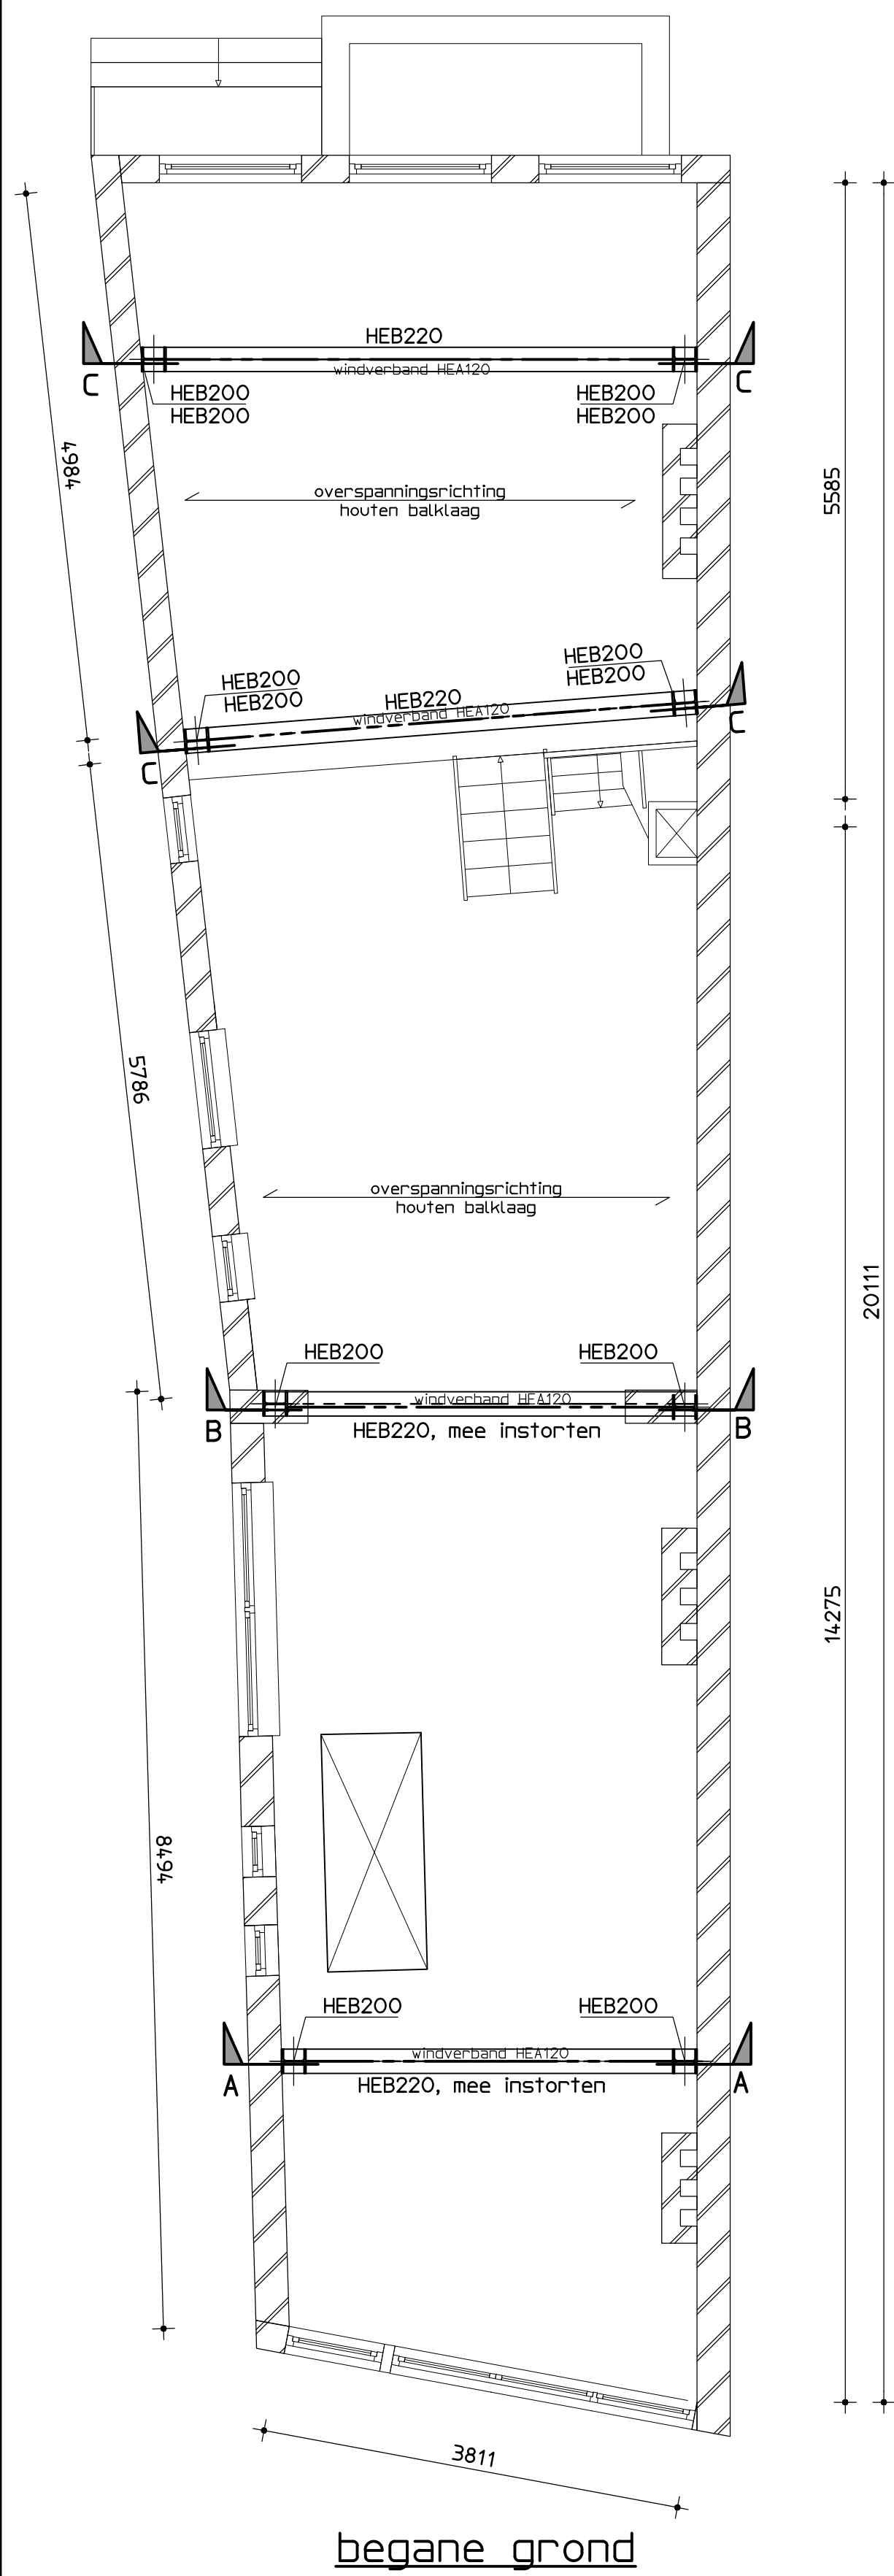 HEB220
windverband HEA120
C
C
HEB200
HEB200
HEB200
HEB200
4984
5585
overspanningsrichting
houten balklaag
HEB200
HEB200
HEB220
windverband HEA120
HEB200
HEB200
C
C
5786
overspanningsrichting
houten balklaag
20111
HEB200
HEB200
windverband HEA120
B
HEB220, mee instorten
B
14275
8494
HEB200
HEB200
windverband HEA120
A
HEB220, mee instorten
A
3811
begane grond